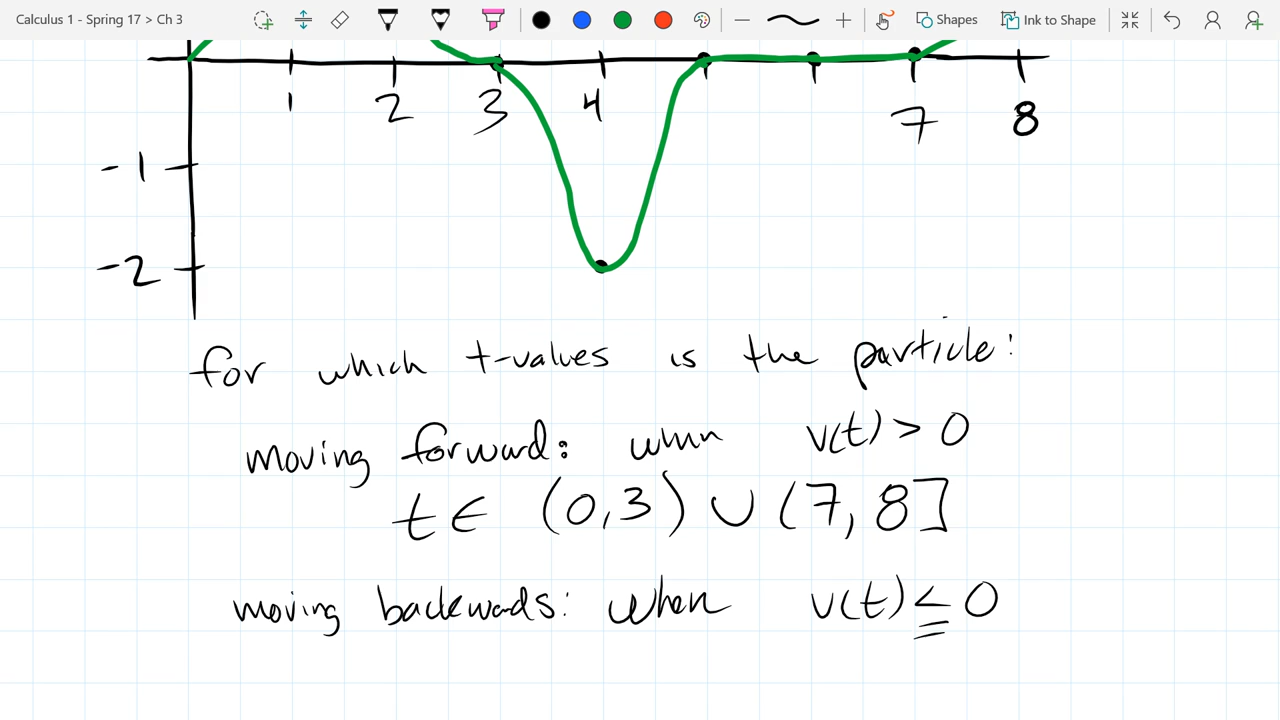 Calculus 1 - Spring 17 > Ch 3
Shapes
Ink to Shape
1 2 3 4 7 8
-1
-2
for which t-values is the particle:
moving forward: when v(t) > 0
t ∈ (0,3) ∪ (7,8]
moving backwads: when v(t) < 0